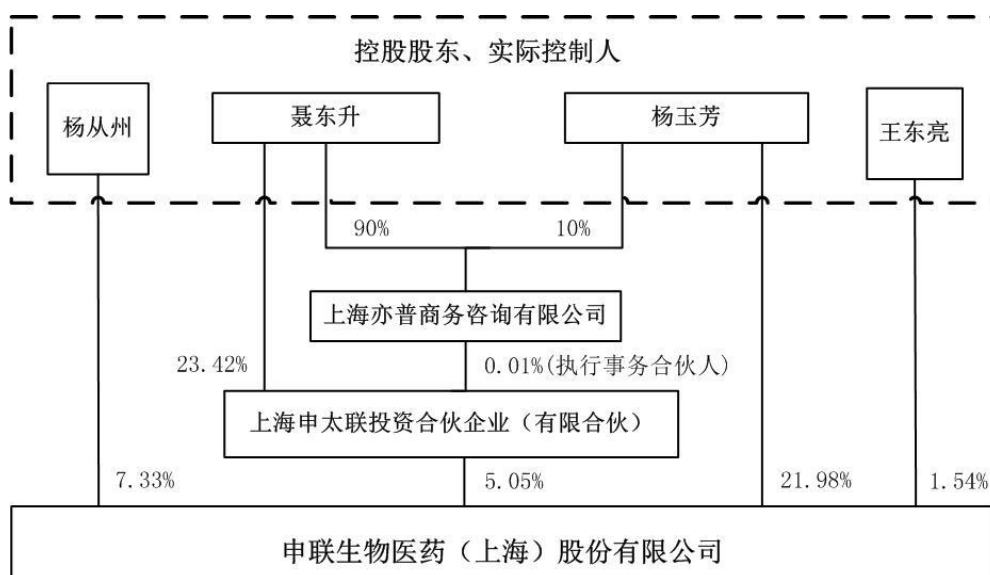 控股股东、实际控制人
杨从州
聂东升
杨玉芳
王东亮
90%
10%
上海亦普商务咨询有限公司
23.42%
0.01%(执行事务合伙人)
上海申太联投资合伙企业（有限合伙）
7.33%
5.05%
21.98%
1.54%
申联生物医药（上海）股份有限公司